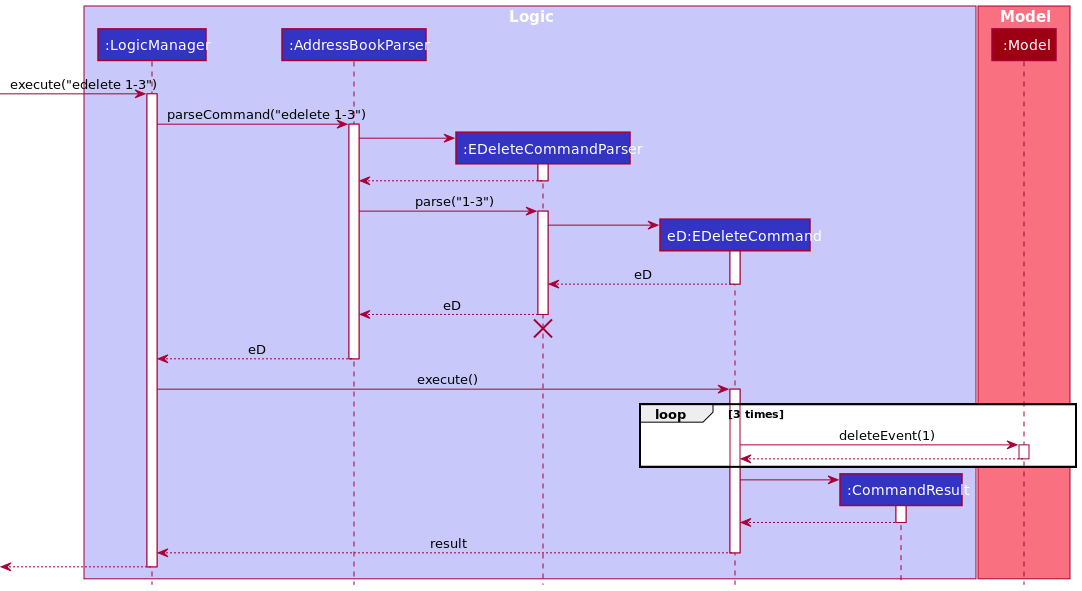 Logic
Model
:LogicManager
:AddressBookParser
:Model
execute("edelete 1-3")
parseCommand("edelete 1-3")
:EDeleteCommandParser
parse("1-3")
eD:EDeleteCommand
eD
eD
eD
execute()
loop
[3 times]
deleteEvent(1)
:CommandResult
result